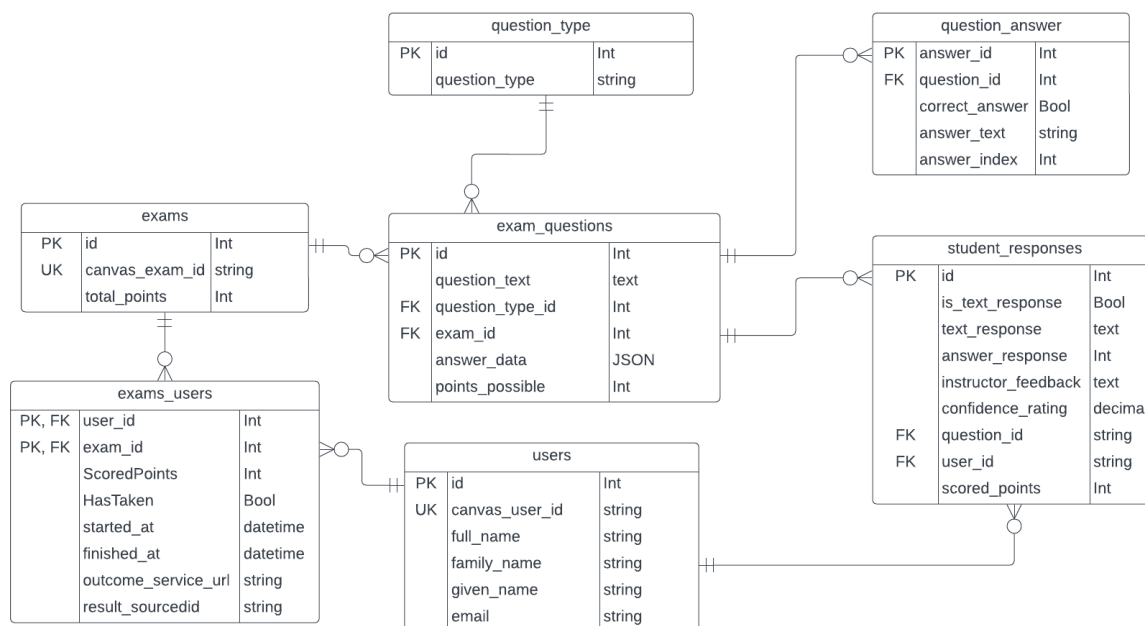 question_type
PK id Int
question_type string
question_answer
PK answer_id Int
FK question_id Int
correct_answer Bool
answer_text string
answer_index Int
exams
PK id Int
UK canvas_exam_id string
total_points Int
exam_questions
PK id Int
question_text text
FK question_type_id Int
FK exam_id Int
answer_data JSON
points_possible Int
student_responses
PK id Int
is_text_response Bool
text_response text
answer_response Int
instructor_feedback text
confidence_rating decima
FK question_id string
FK user_id string
scored_points Int
exams_users
PK, FK user_id Int
PK, FK exam_id Int
ScoredPoints Int
HasTaken Bool
started_at datetime
finished_at datetime
outcome_service_url string
result_sourcedid string
users
PK id Int
UK canvas_user_id string
full_name string
family_name string
given_name string
email string